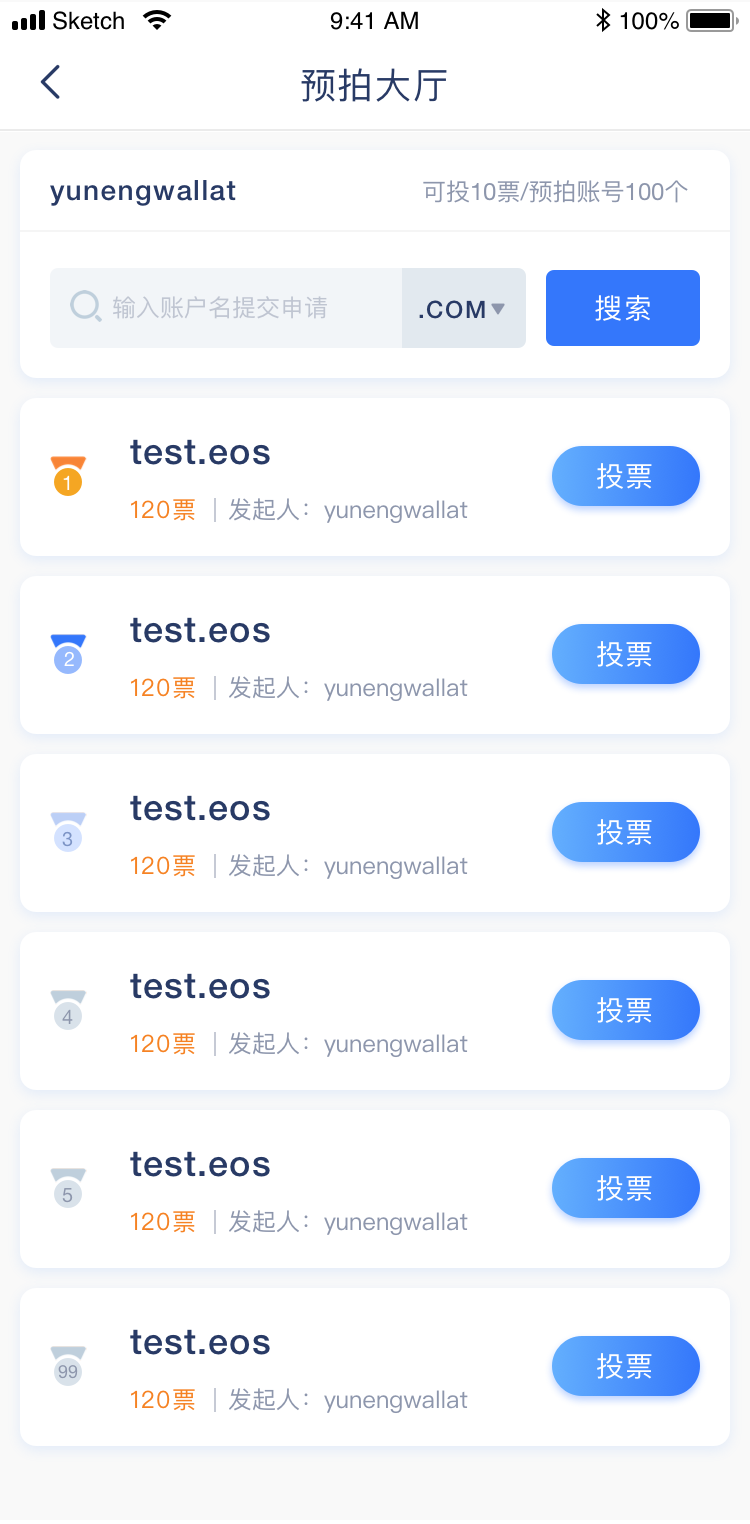 Sketch 9:41 AM 100%
预拍大厅
yunengwallat 可投10票/预拍账号100个
输入账户名提交申请 .COM 搜索
test.eos
1 投票
120票 发起人：yunengwallat
test.eos
2 投票
120票 发起人：yunengwallat
test.eos
3 投票
120票 发起人：yunengwallat
test.eos
4 投票
120票 发起人：yunengwallat
test.eos
5 投票
120票 发起人：yunengwallat
test.eos
99 投票
120票 发起人：yunengwallat